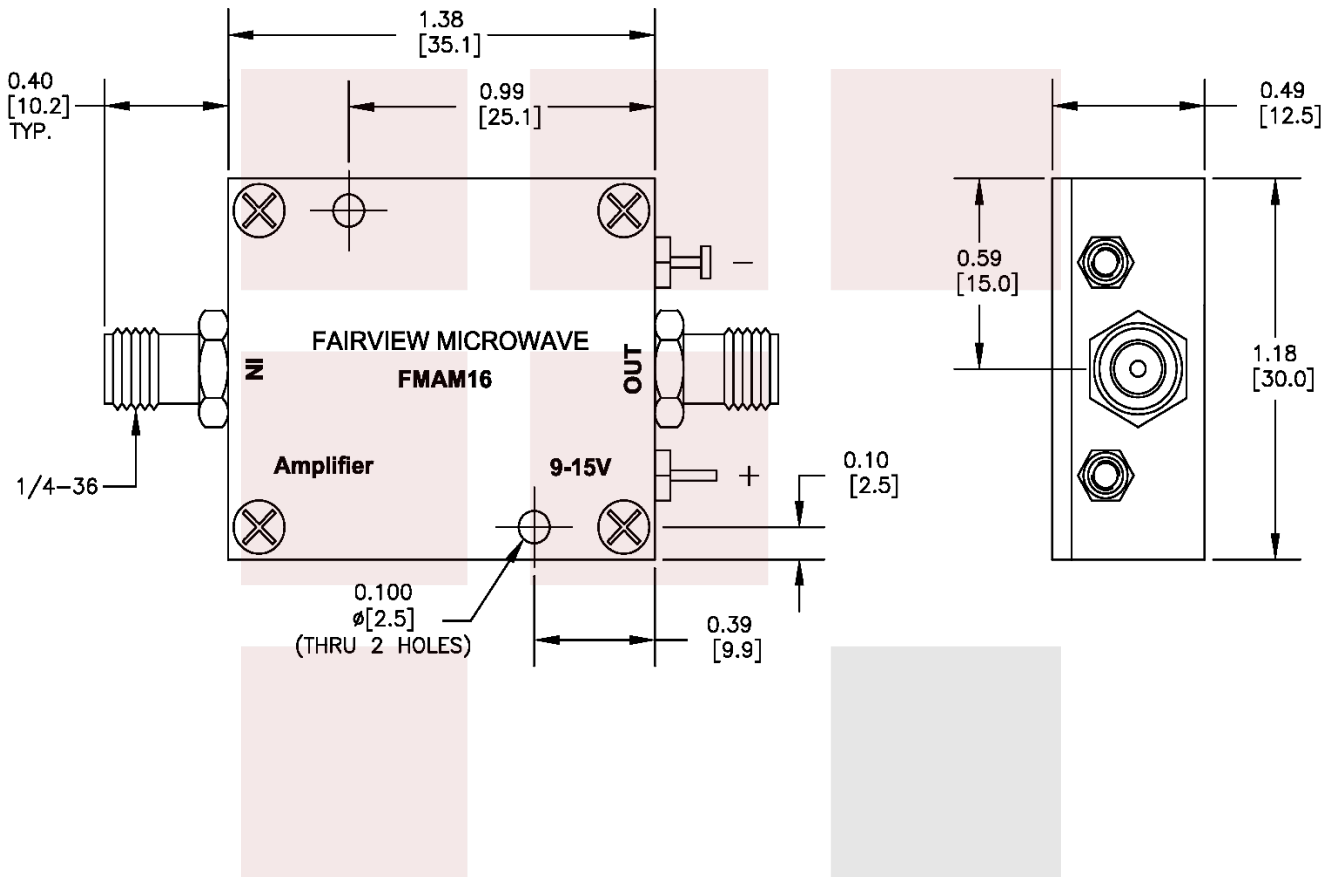 1.38
[35.1]
0.40
[10.2]
TYP.
0.99
[25.1]
0.49
[12.5]
0.59
[15.0]
−
FAIRVIEW MICROWAVE
FMAM16
IN
OUT
1.18
[30.0]
Amplifier
9-15V
+
1/4-36
0.10
[2.5]
0.100
ø[2.5]
(THRU 2 HOLES)
0.39
[9.9]